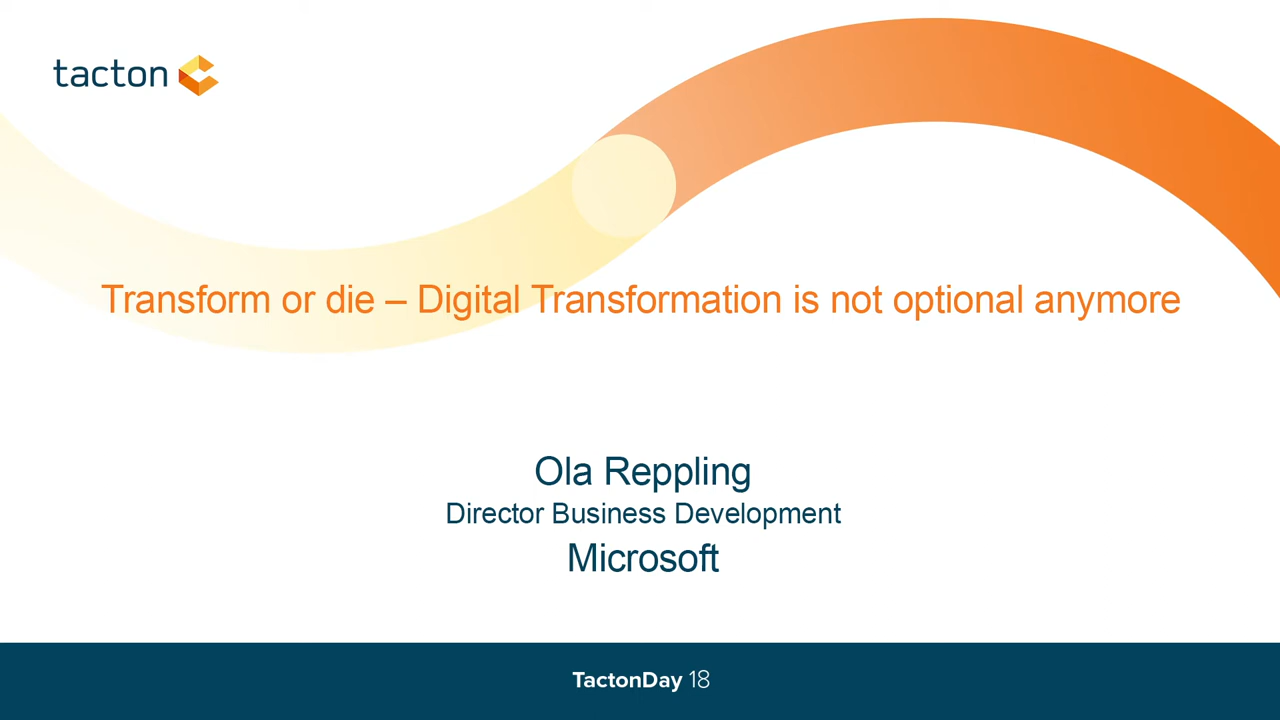 tacton
Transform or die – Digital Transformation is not optional anymore
Ola Reppling
Director Business Development
Microsoft
TactonDay 18